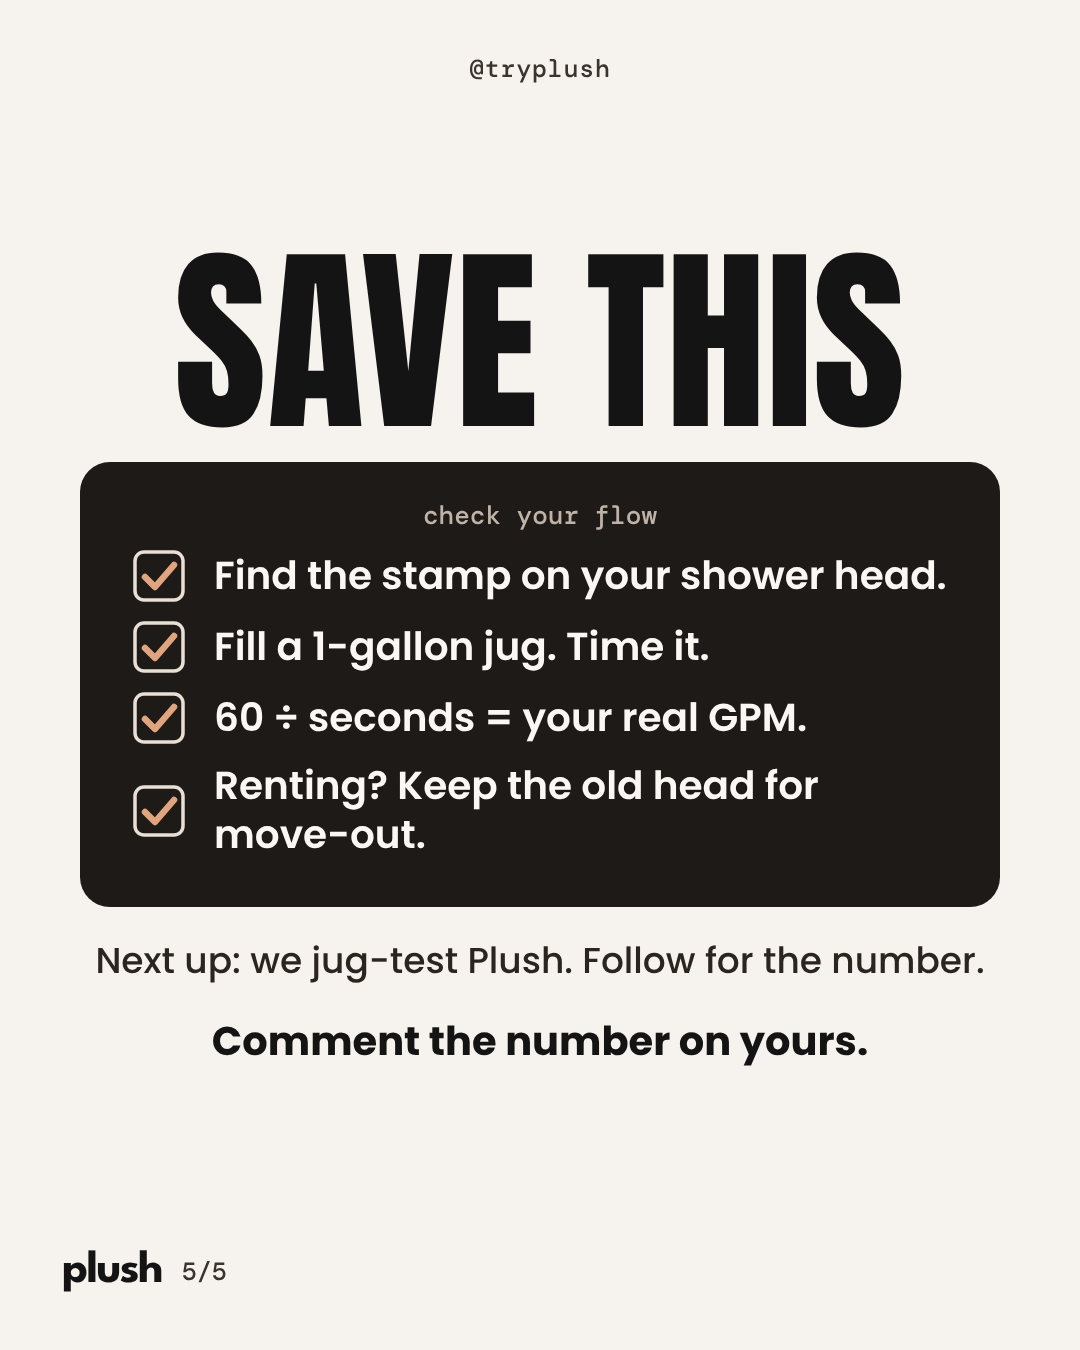 @tryplush
SAVE THIS
check your flow
Find the stamp on your shower head.
Fill a 1-gallon jug. Time it.
60 ÷ seconds = your real GPM.
Renting? Keep the old head for
move-out.
Next up: we jug-test Plush. Follow for the number.
Comment the number on yours.
plush 5/5